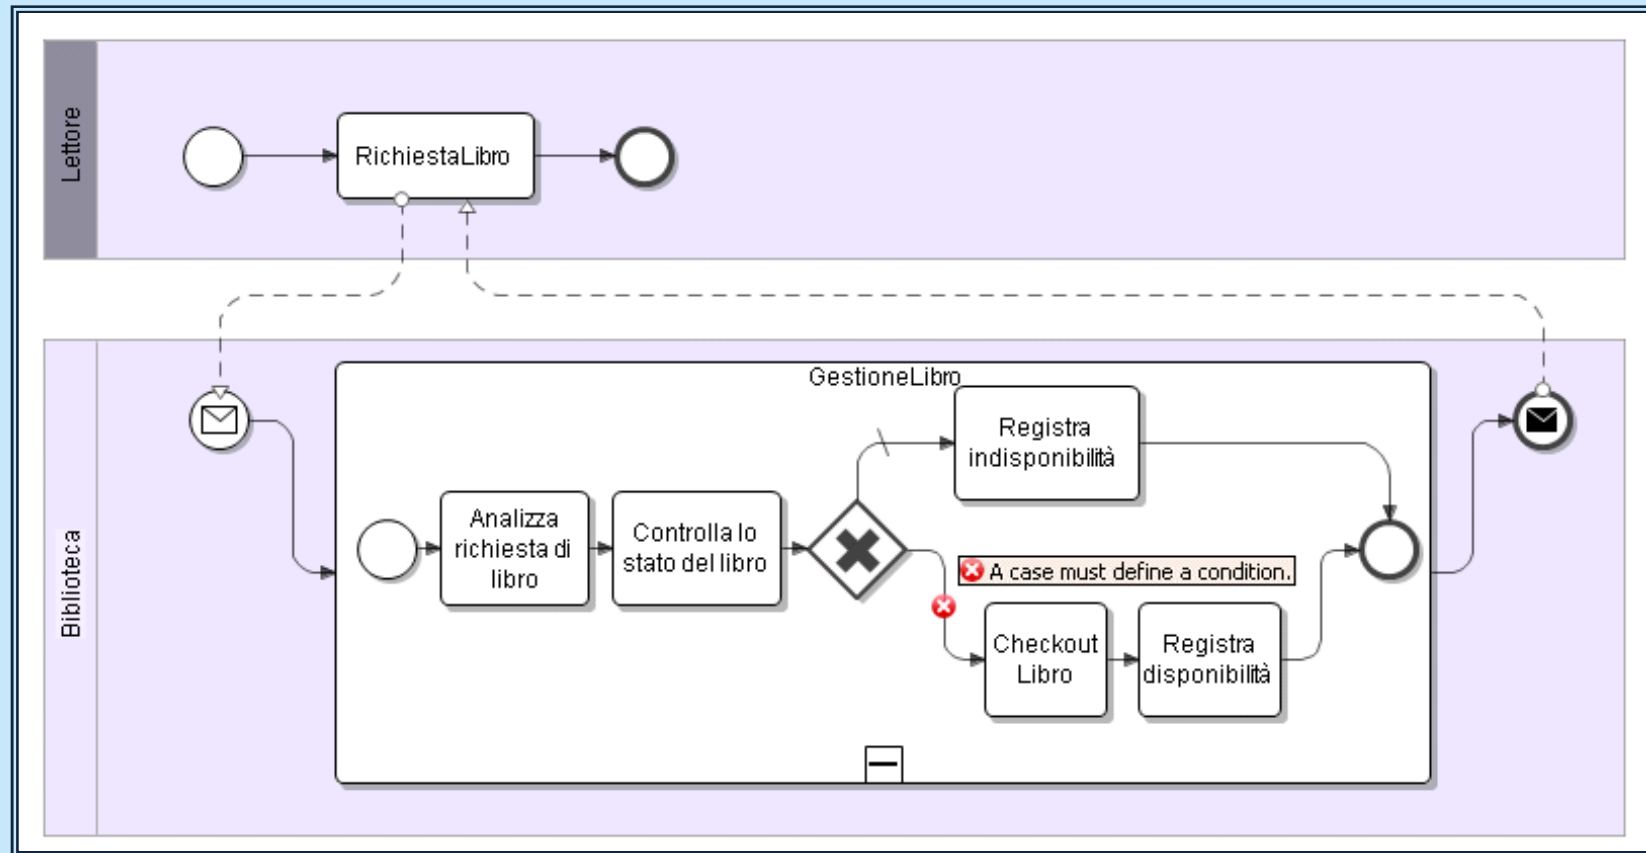 Lettore
RichiestaLibro
Biblioteca
GestioneLibro
Analizza
richiesta di
libro
Controlla lo
stato del libro
Registra
indisponibilità
A case must define a condition.
Checkout
Libro
Registra
disponibilità